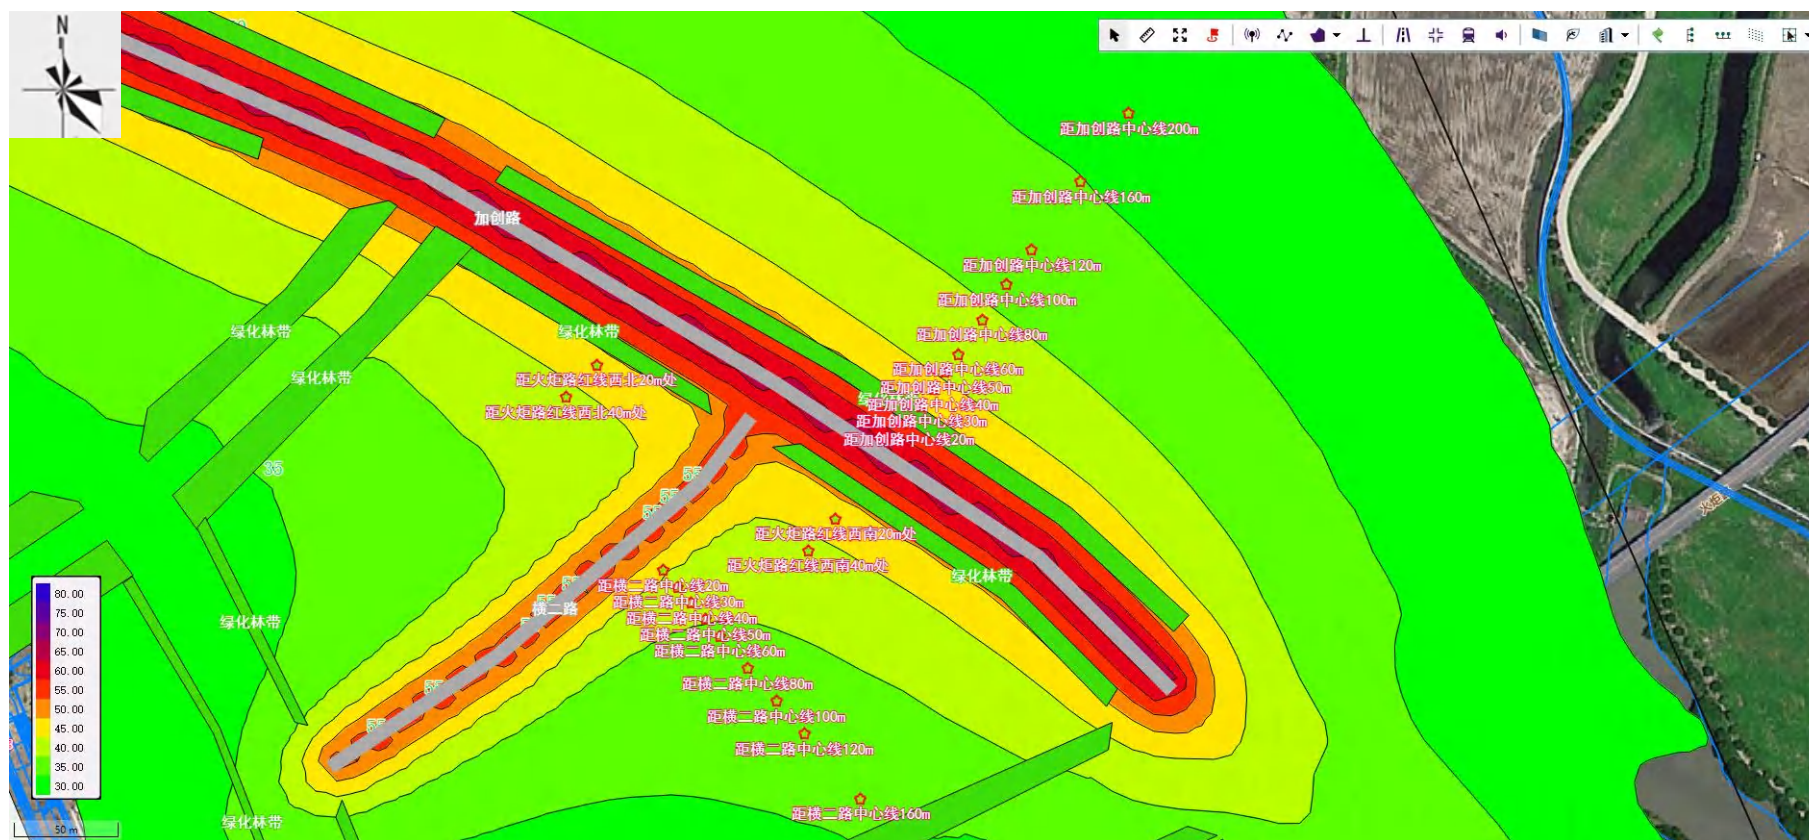 N
距加创路中心线200m
距加创路中心线160m
加创路
距加创路中心线120m
距加创路中心线100m
绿化林带
绿化林带
距加创路中心线80m
距加创路中心线60m
绿化林带
距火炬路红线西北20m处
距加创路中心线50m
距加创路中心线40m
距火炬路红线西北40m处
距加创路中心线30m
距加创路中心线20m
35
55
55
55
距火炬路红线西南20m处
距火炬路红线西南40m处
绿化林带
距横二路中心线20m
距横二路中心线30m
横二路
距横二路中心线40m
绿化林带
距横二路中心线50m
距横二路中心线60m
距横二路中心线80m
55
距横二路中心线100m
55
距横二路中心线120m
距横二路中心线160m
绿化林带
80.00
75.00
70.00
65.00
60.00
55.00
50.00
45.00
40.00
35.00
30.00
50 m